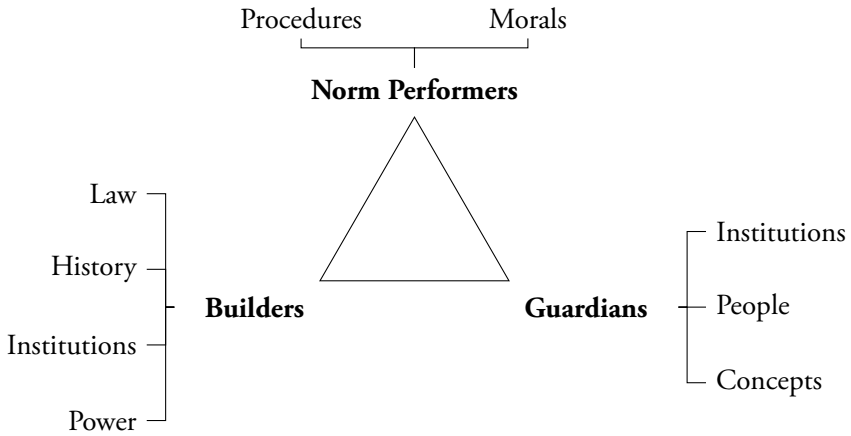 Procedures Morals
Norm Performers
Law
History
Institutions
Power
Builders
Guardians
Institutions
People
Concepts